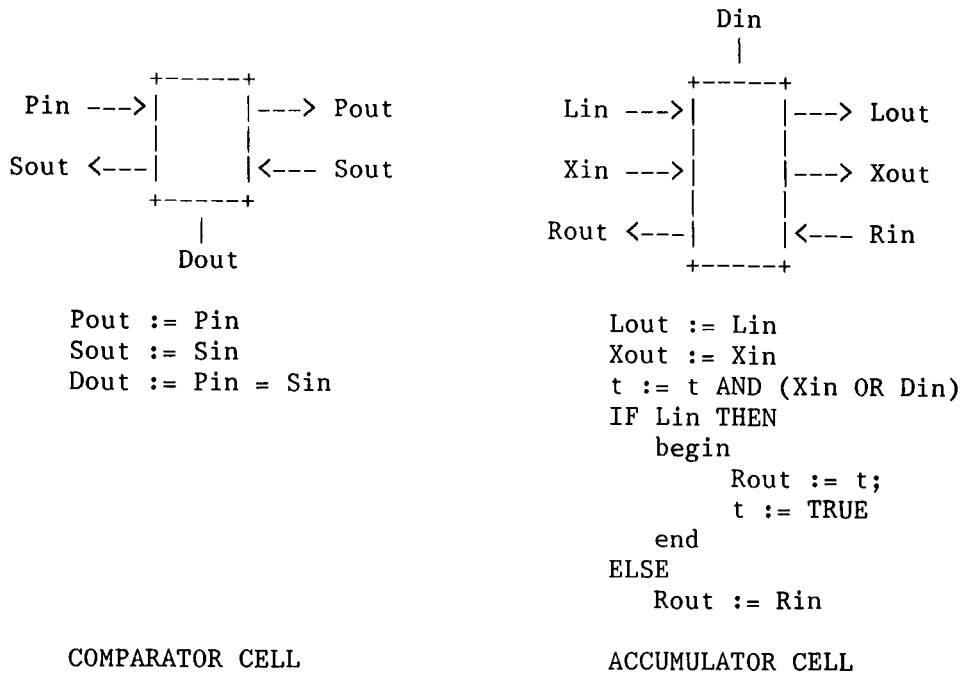 Din
Pin ---> Pout
Sout <--- Sout
Dout
Lin ---> Lout
Xin ---> Xout
Rout <--- Rin
Pout := Pin
Sout := Sin
Dout := Pin = Sin
Lout := Lin
Xout := Xin
t := t AND (Xin OR Din)
IF Lin THEN
begin
Rout := t;
t := TRUE
end
ELSE
Rout := Rin
COMPARATOR CELL
ACCUMULATOR CELL